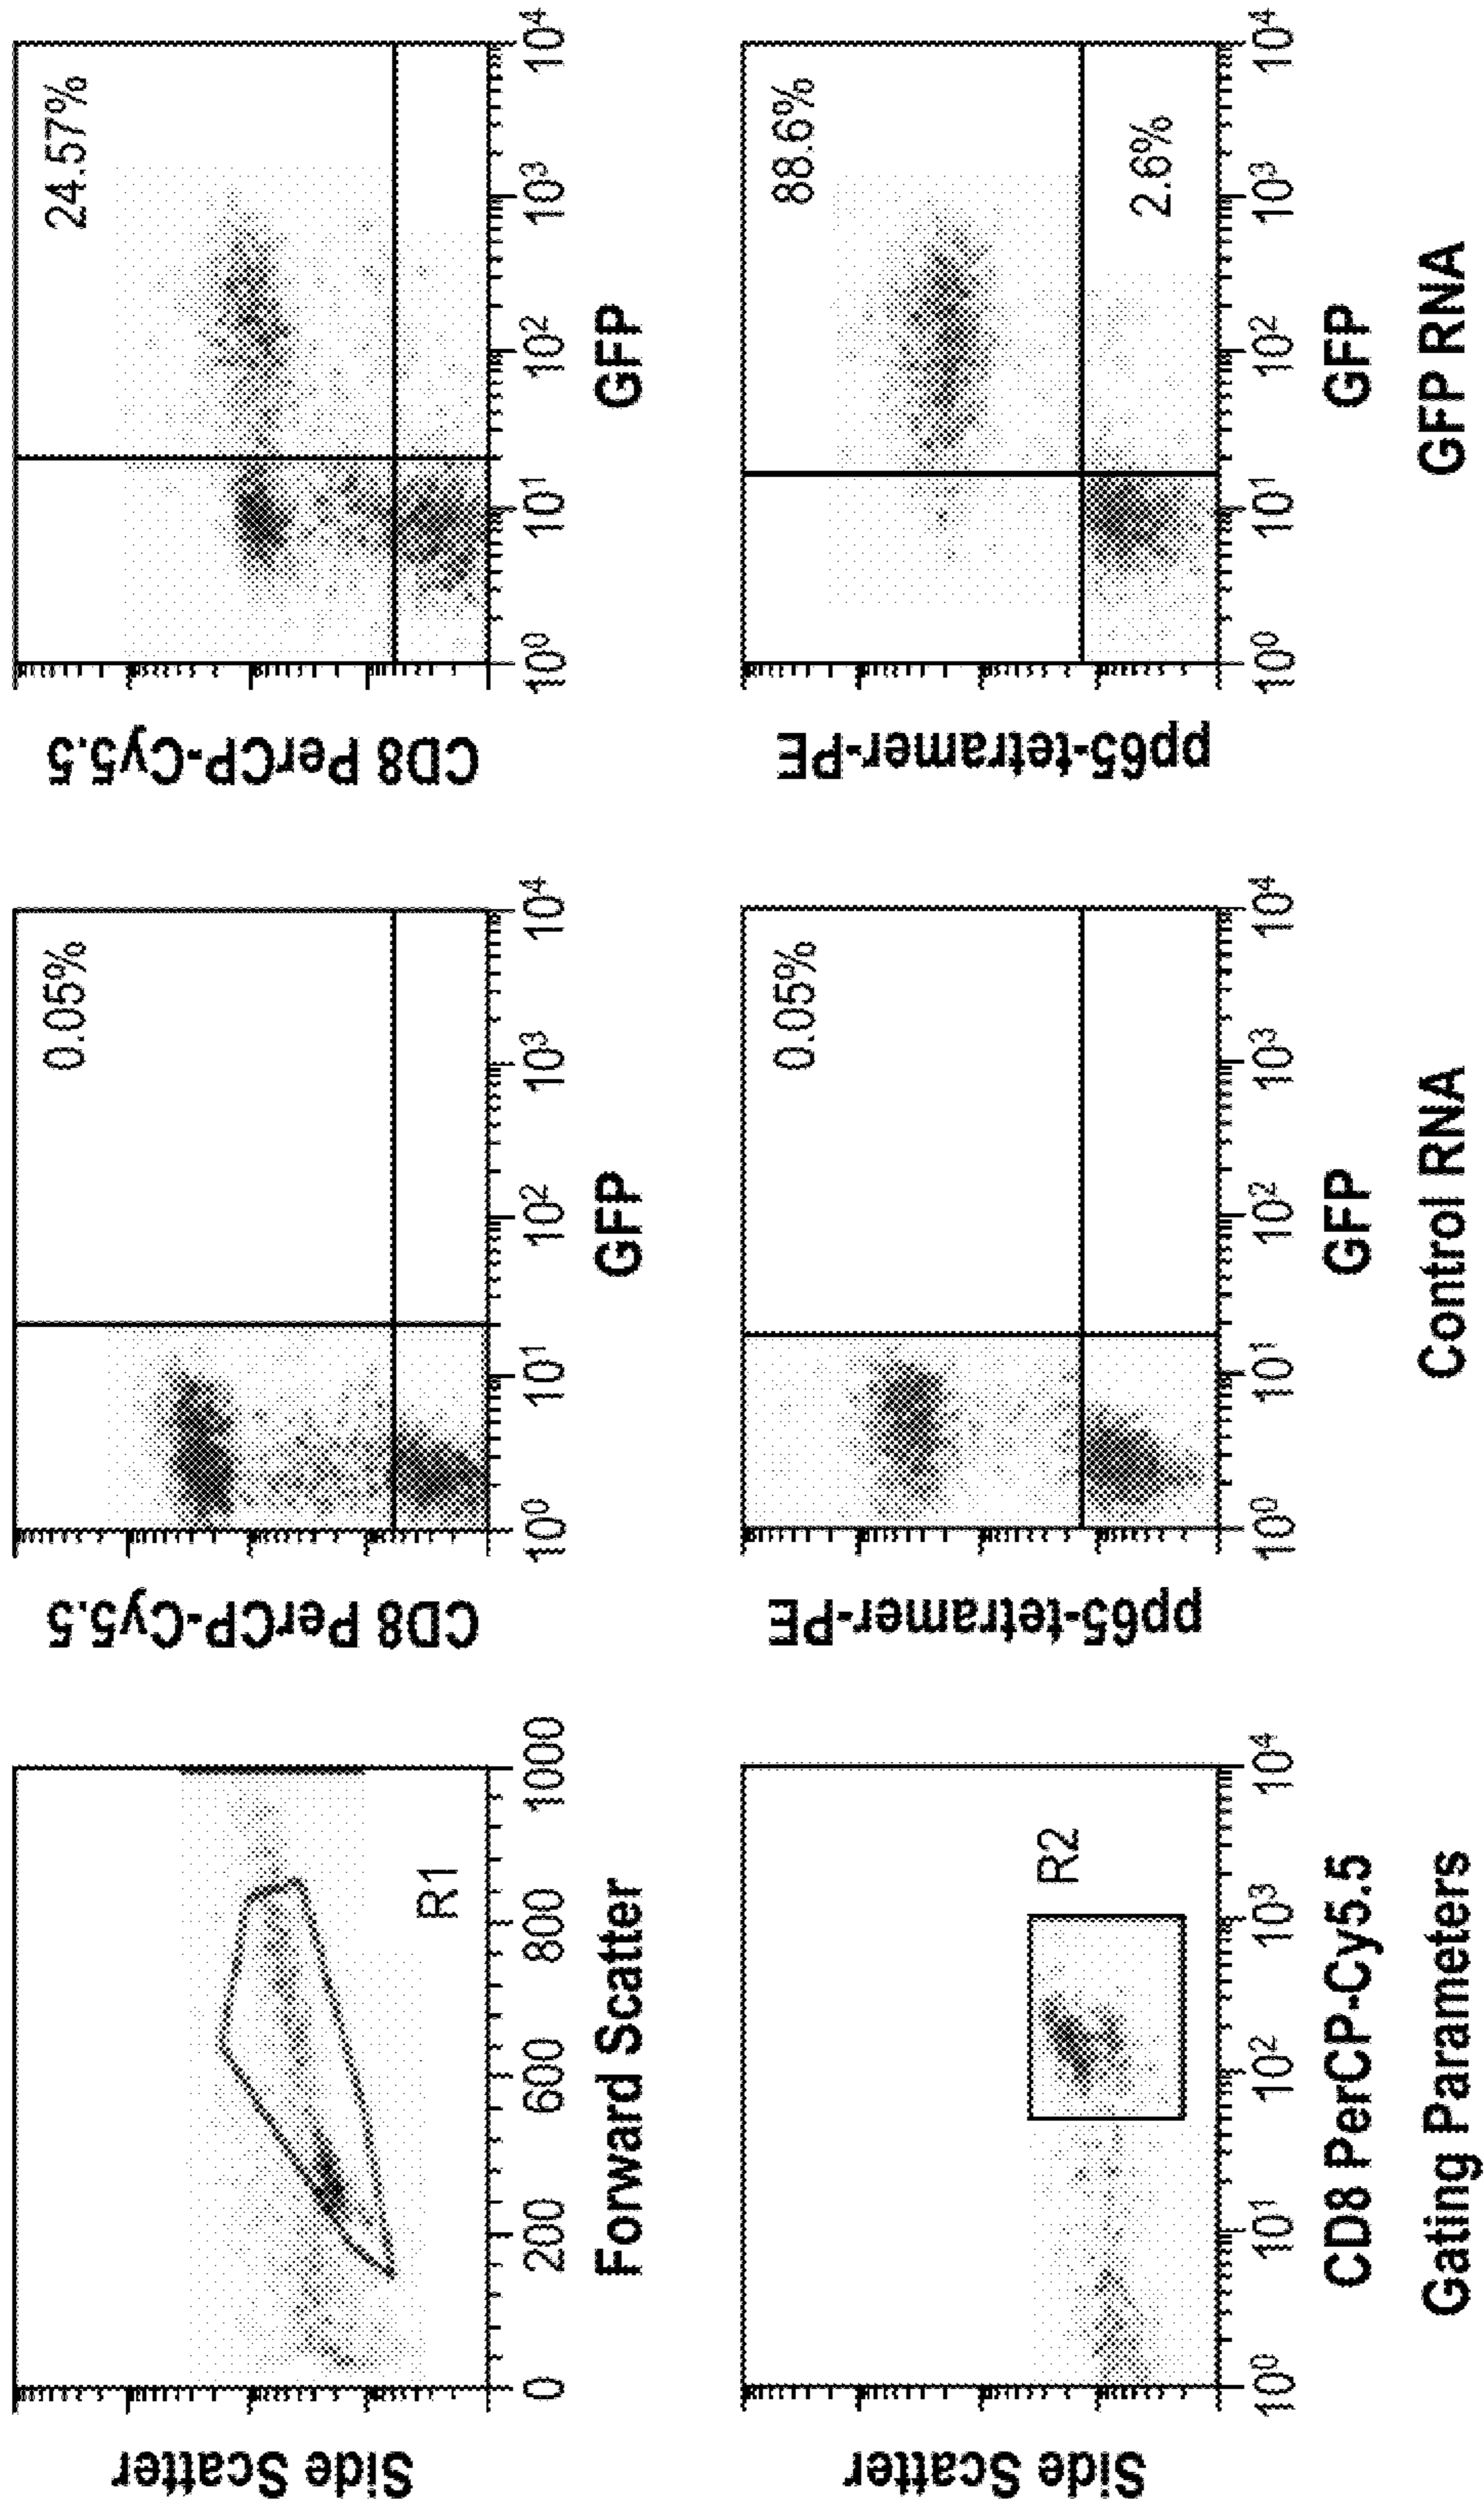 Side Scatter
R1
0 200 600 800 1000
Forward Scatter
CD8 PerCP-Cy5.5
0.05%
10⁰ 10¹ 10² 10³ 10⁴
GFP
CD8 PerCP-Cy5.5
24.57%
10⁰ 10¹ 10² 10³ 10⁴
GFP
Side Scatter
R2
10⁰ 10¹ 10² 10³ 10⁴
CD8 PerCP-Cy5.5
pp65-tetramer-PE
0.05%
10⁰ 10¹ 10² 10³ 10⁴
GFP
pp65-tetramer-PE
88.6%
2.6%
10⁰ 10¹ 10² 10³ 10⁴
GFP
Gating Parameters
Control RNA
GFP RNA